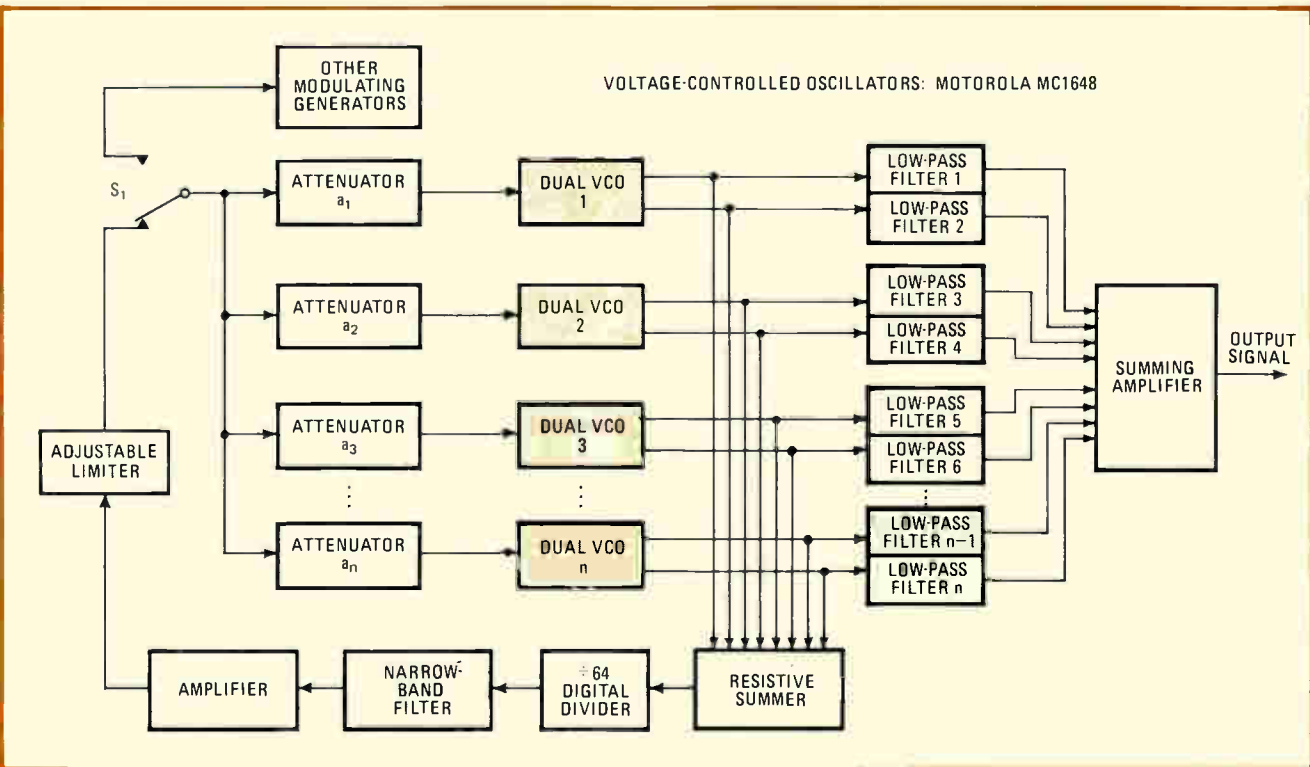 OTHER
MODULATING
GENERATORS
VOLTAGE-CONTROLLED OSCILLATORS: MOTOROLA MC1648
S1
ATTENUATOR
a1
DUAL VCO
1
LOW-PASS
FILTER 1
LOW-PASS
FILTER 2
ATTENUATOR
a2
DUAL VCO
2
LOW-PASS
FILTER 3
LOW-PASS
FILTER 4
SUMMING
AMPLIFIER
OUTPUT
SIGNAL
ADJUSTABLE
LIMITER
ATTENUATOR
a3
DUAL VCO
3
LOW-PASS
FILTER 5
LOW-PASS
FILTER 6
ATTENUATOR
an
DUAL VCO
n
LOW-PASS
FILTER n-1
LOW-PASS
FILTER n
AMPLIFIER
NARROW-
BAND
FILTER
÷64
DIGITAL
DIVIDER
RESISTIVE
SUMMER